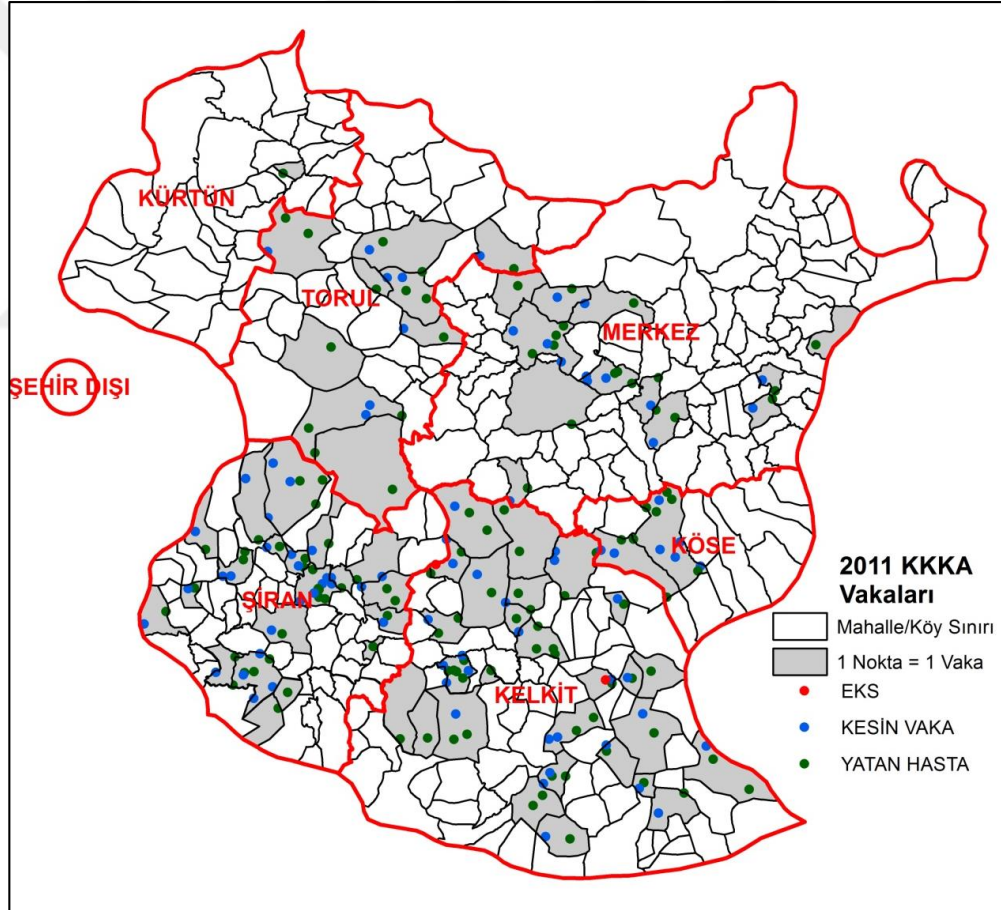 KÜRTÜN
TORUL
MERKEZ
ŞEHİR DIŞI
KÖSE
ŞİRAN
KELKİT
2011 KKKA
Vakaları
Mahalle/Köy Sınırı
1 Nokta = 1 Vaka
EKS
KESİN VAKA
YATAN HASTA